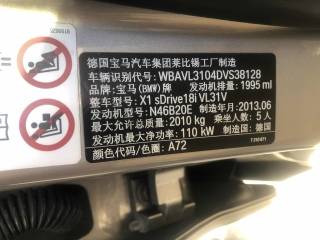 德国宝马汽车集团莱比锡工厂制造
车辆识别代号: WBAVL3104DVS38128
品牌: 宝马(BMW)牌 发动机排量: 1995 ml
整车型号: X1 sDrive18i VL31V
发动机型号: N46B20E 制造年月: 2013.06
最大允许总质量: 2010 kg 乘坐人数: 5 人
发动机最大净功率: 110 kW 制造国: 德国
颜色代码/色圈: A72